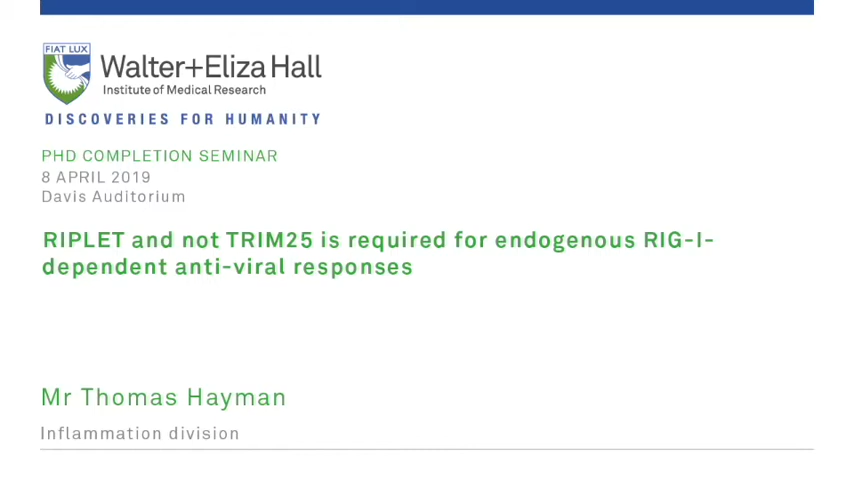 FIAT LUX
Walter+Eliza Hall
Institute of Medical Research
DISCOVERIES FOR HUMANITY
PHD COMPLETION SEMINAR
8 APRIL 2019
Davis Auditorium
RIPLET and not TRIM25 is required for endogenous RIG-I-
dependent anti-viral responses
Mr Thomas Hayman
Inflammation division